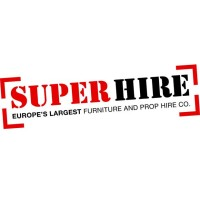 SUPER HIRE
EUROPE'S LARGEST FURNITURE AND PROP HIRE CO.